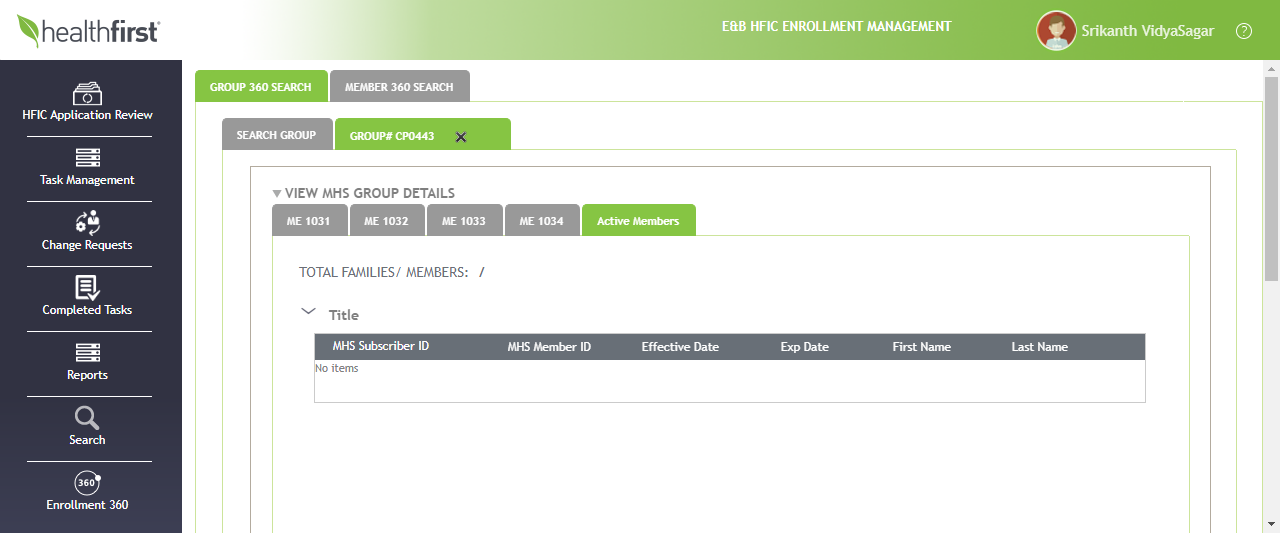 healthfirst®
E&B HFIC ENROLLMENT MANAGEMENT
Srikanth VidyaSagar
?
HFIC Application Review
Task Management
Change Requests
Completed Tasks
Reports
Search
360
Enrollment 360
GROUP 360 SEARCH
MEMBER 360 SEARCH
SEARCH GROUP
GROUP# CP0443
VIEW MHS GROUP DETAILS
ME 1031
ME 1032
ME 1033
ME 1034
Active Members
TOTAL FAMILIES/ MEMBERS: /
Title
MHS Subscriber ID MHS Member ID Effective Date Exp Date First Name Last Name
No items